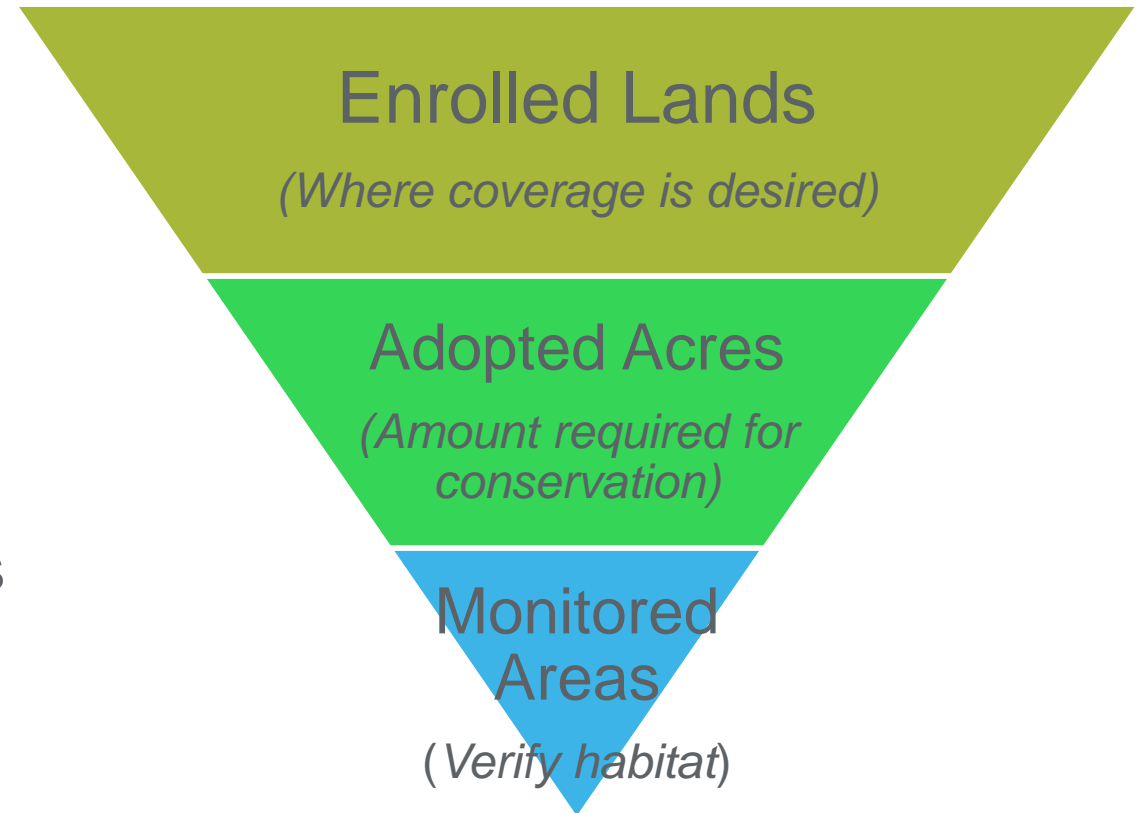 Enrolled Lands
(Where coverage is desired)
Adopted Acres
(Amount required for
conservation)
s
Monitored
Areas
(Verify habitat)